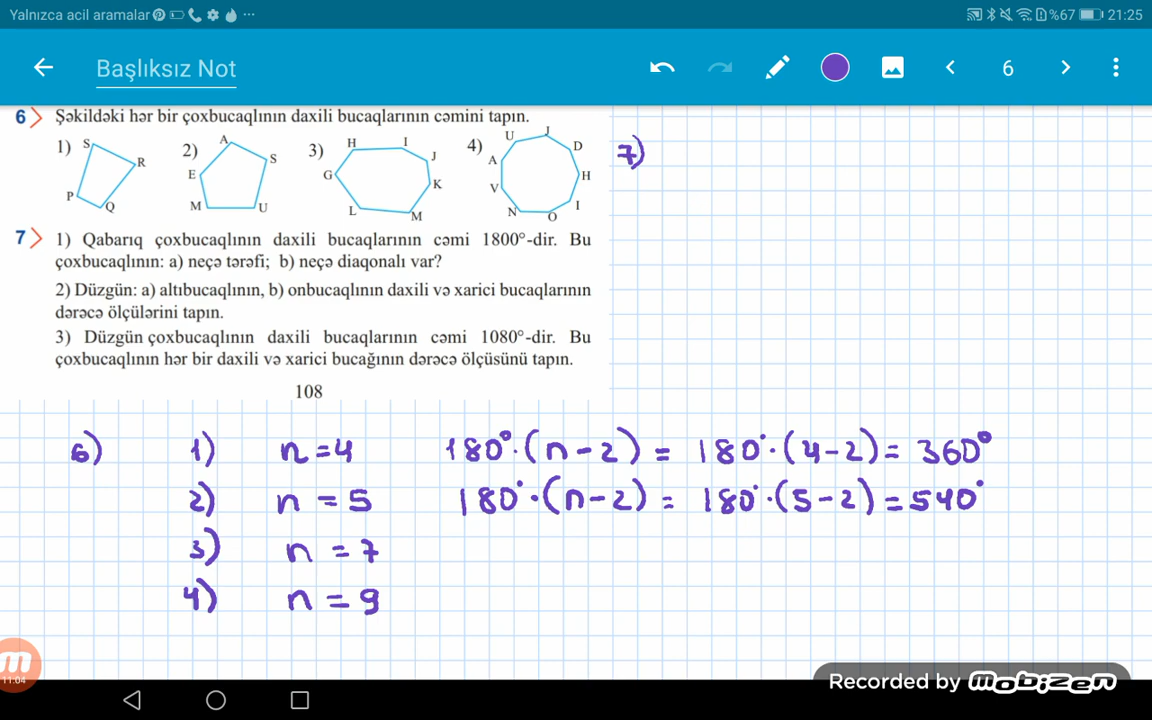 Yalnızca acil aramalar ... %67 21:25
Başlıksız Not 6
6 Şəkildəki hər bir çoxbucaqlının daxili bucaqlarının cəmini tapın.
1) S R P Q 2) A S E M U 3) H I J G K L M 4) U J D A H V I N O
7 1) Qabarıq çoxbucaqlının daxili bucaqlarının cəmi 1800°-dir. Bu
çoxbucaqlının: a) neçə tərəfi; b) neçə diaqonalı var?
2) Düzgün: a) altıbucaqlının, b) onbucaqlının daxili və xarici bucaqlarının
dərəcə ölçülərini tapın.
3) Düzgün çoxbucaqlının daxili bucaqlarının cəmi 1080°-dir. Bu
çoxbucaqlının hər bir daxili və xarici bucağının dərəcə ölçüsünü tapın.
108
7)
6) 1) n=4 180°·(n-2)= 180°·(4-2)=360°
2) n=5 180°·(n-2)= 180°·(5-2)=540°
3) n=7
4) n=9
11:04
Recorded by mobizen